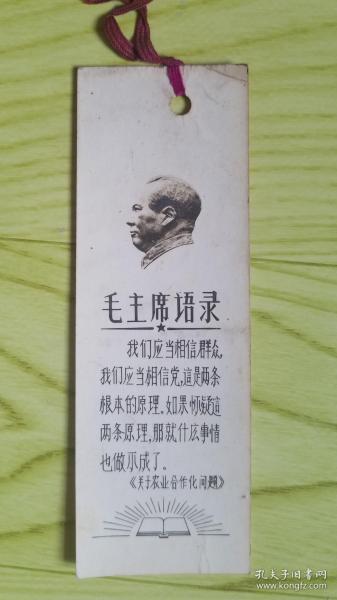 毛主席语录
我们应当相信群众,
我们应当相信党,這是两条
根本的原理。如果怀疑這
两条原理,那就什么事情
也做不成了。
《关于农业合作化问题》
孔夫子旧书网